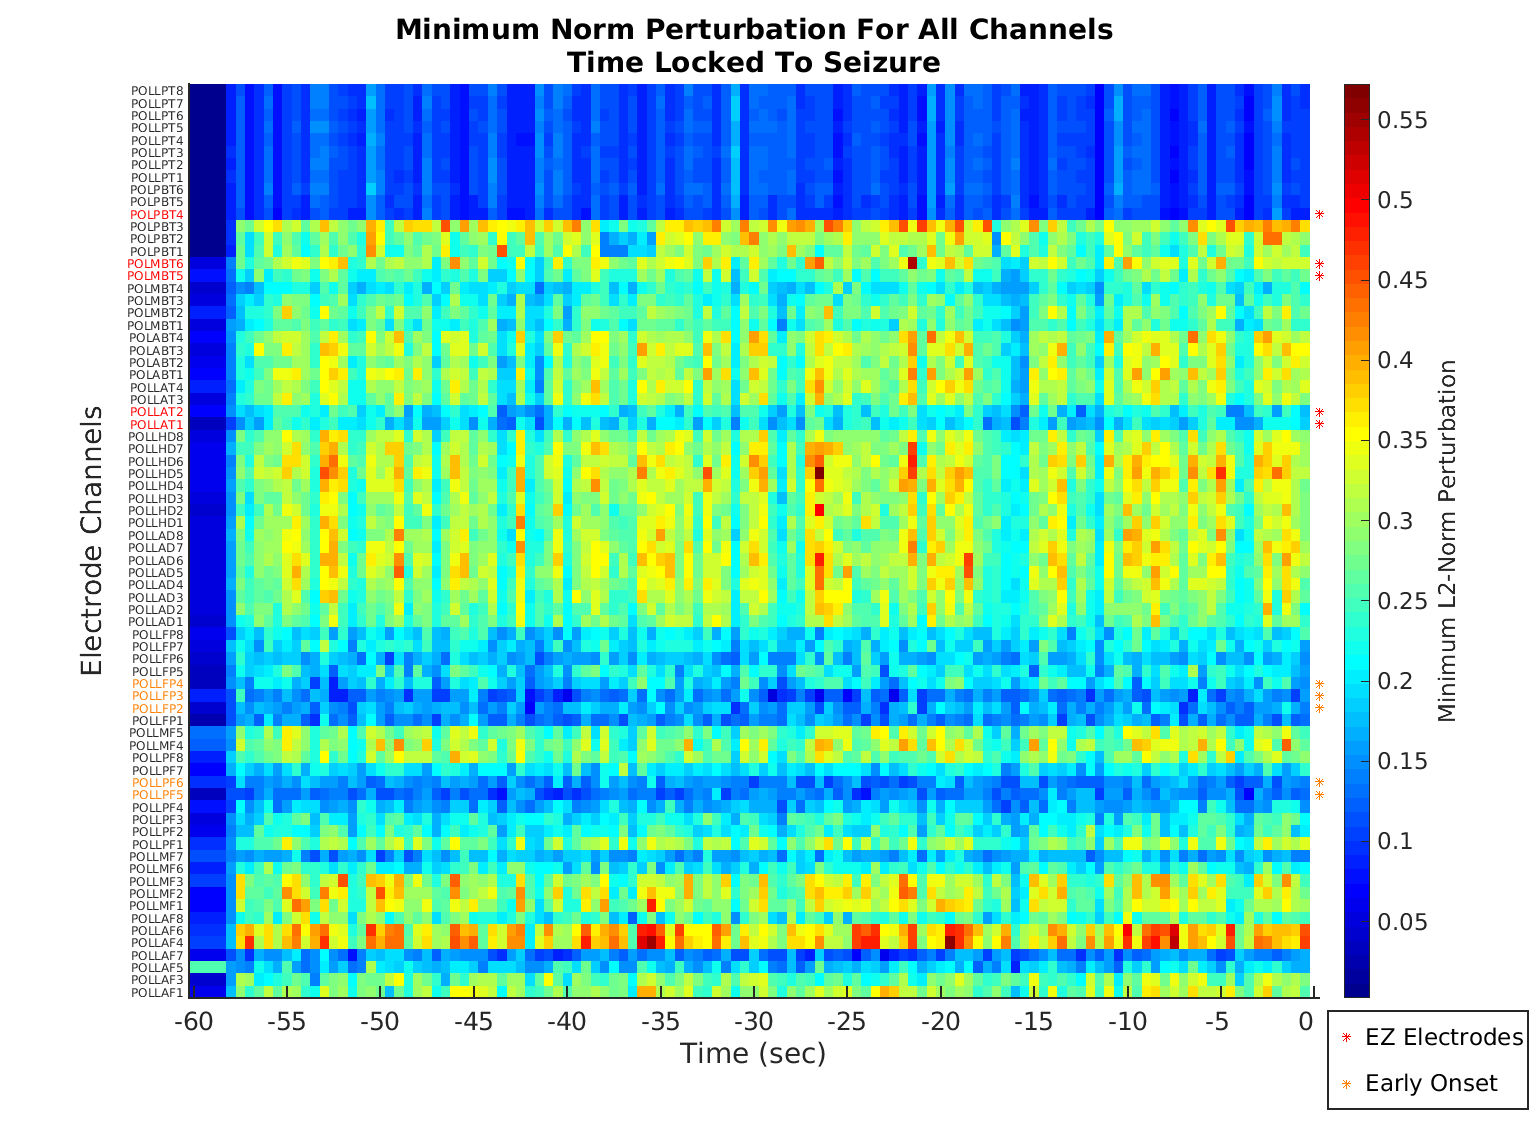 Minimum Norm Perturbation For All Channels
Time Locked To Seizure
Electrode Channels
POLLPT8
POLLPT7
POLLPT6
POLLPT5
POLLPT4
POLLPT3
POLLPT2
POLLPT1
POLPBT6
POLPBT5
POLPBT4
POLPBT3
POLPBT2
POLPBT1
POLMBT6
POLMBT5
POLMBT4
POLMBT3
POLMBT2
POLMBT1
POLABT4
POLABT3
POLABT2
POLABT1
POLLAT4
POLLAT3
POLLAT2
POLLAT1
POLLHD8
POLLHD7
POLLHD6
POLLHD5
POLLHD4
POLLHD3
POLLHD2
POLLHD1
POLLAD8
POLLAD7
POLLAD6
POLLAD5
POLLAD4
POLLAD3
POLLAD2
POLLAD1
POLLFP8
POLLFP7
POLLFP6
POLLFP5
POLLFP4
POLLFP3
POLLFP2
POLLFP1
POLLMF5
POLLMF4
POLLPF8
POLLPF7
POLLPF6
POLLPF5
POLLPF4
POLLPF3
POLLPF2
POLLPF1
POLLMF7
POLLMF6
POLLMF3
POLLMF2
POLLMF1
POLLAF8
POLLAF6
POLLAF4
POLLAF7
POLLAF5
POLLAF3
POLLAF1
-60 -55 -50 -45 -40 -35 -30 -25 -20 -15 -10 -5 0
Time (sec)
0.55
0.5
0.45
0.4
0.35
0.3
0.25
0.2
0.15
0.1
0.05
Minimum L2-Norm Perturbation
EZ Electrodes
Early Onset